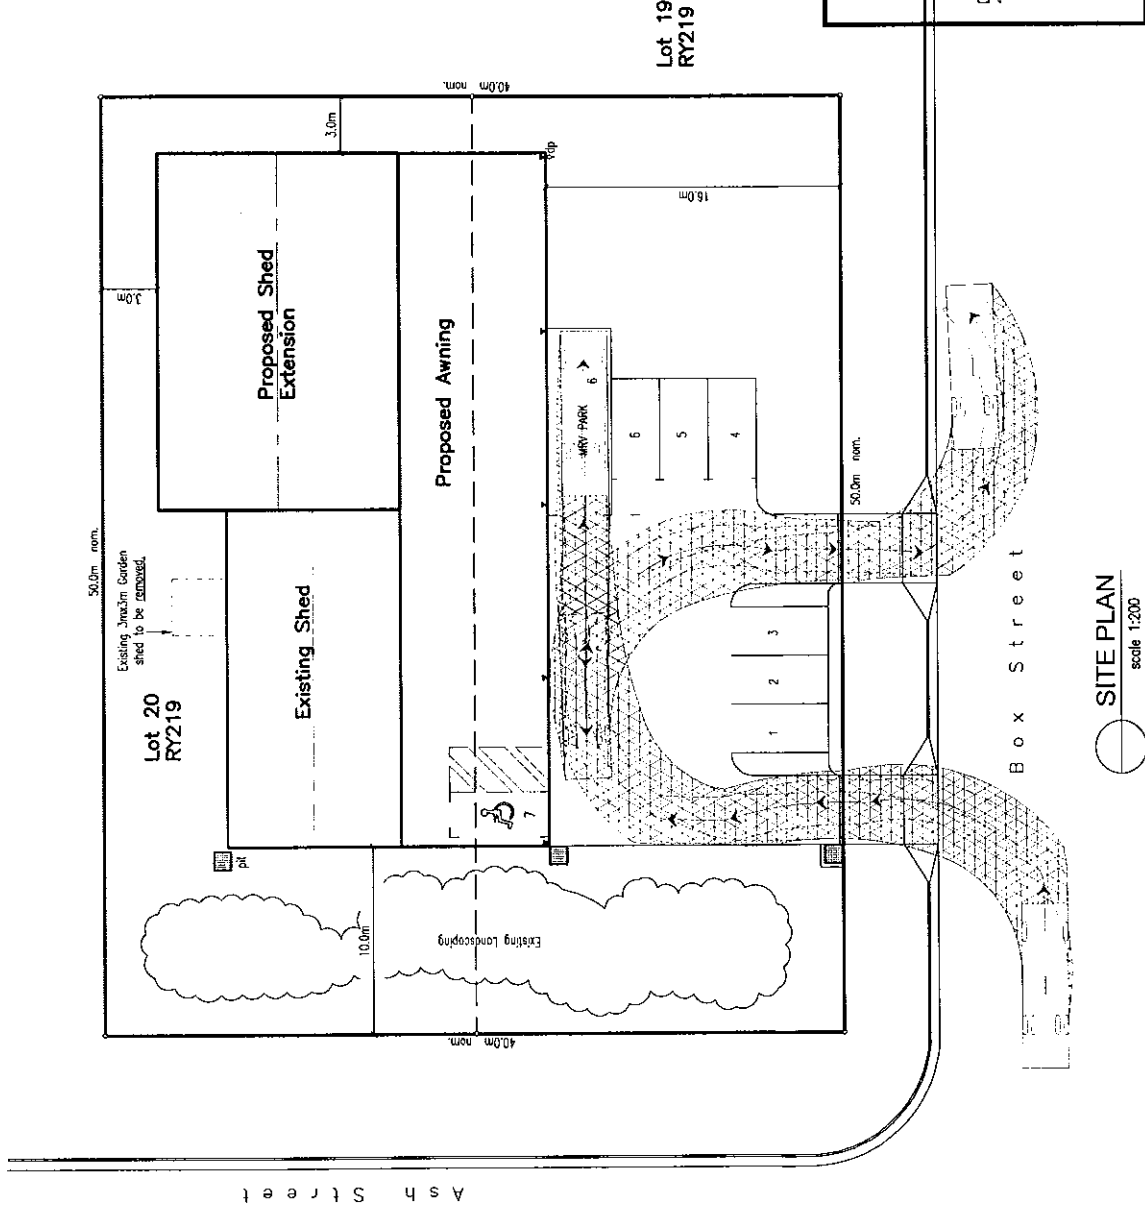 Lot 19
RY219
40.0m nom.
3.0m
dp
16.0m
3.0m
Proposed Shed
Extension
Proposed Awning
50.0m nom.
Existing 3mx3m Garden
shed to be removed.
Lot 20
RY219
Existing Shed
MRV PARK
6
6
5
4
50.0m nom.
3
2
1
7
pit
10.0m
Existing Landscaping
40.0m nom.
Box Street
Ash Street
SITE PLAN
scale 1:200